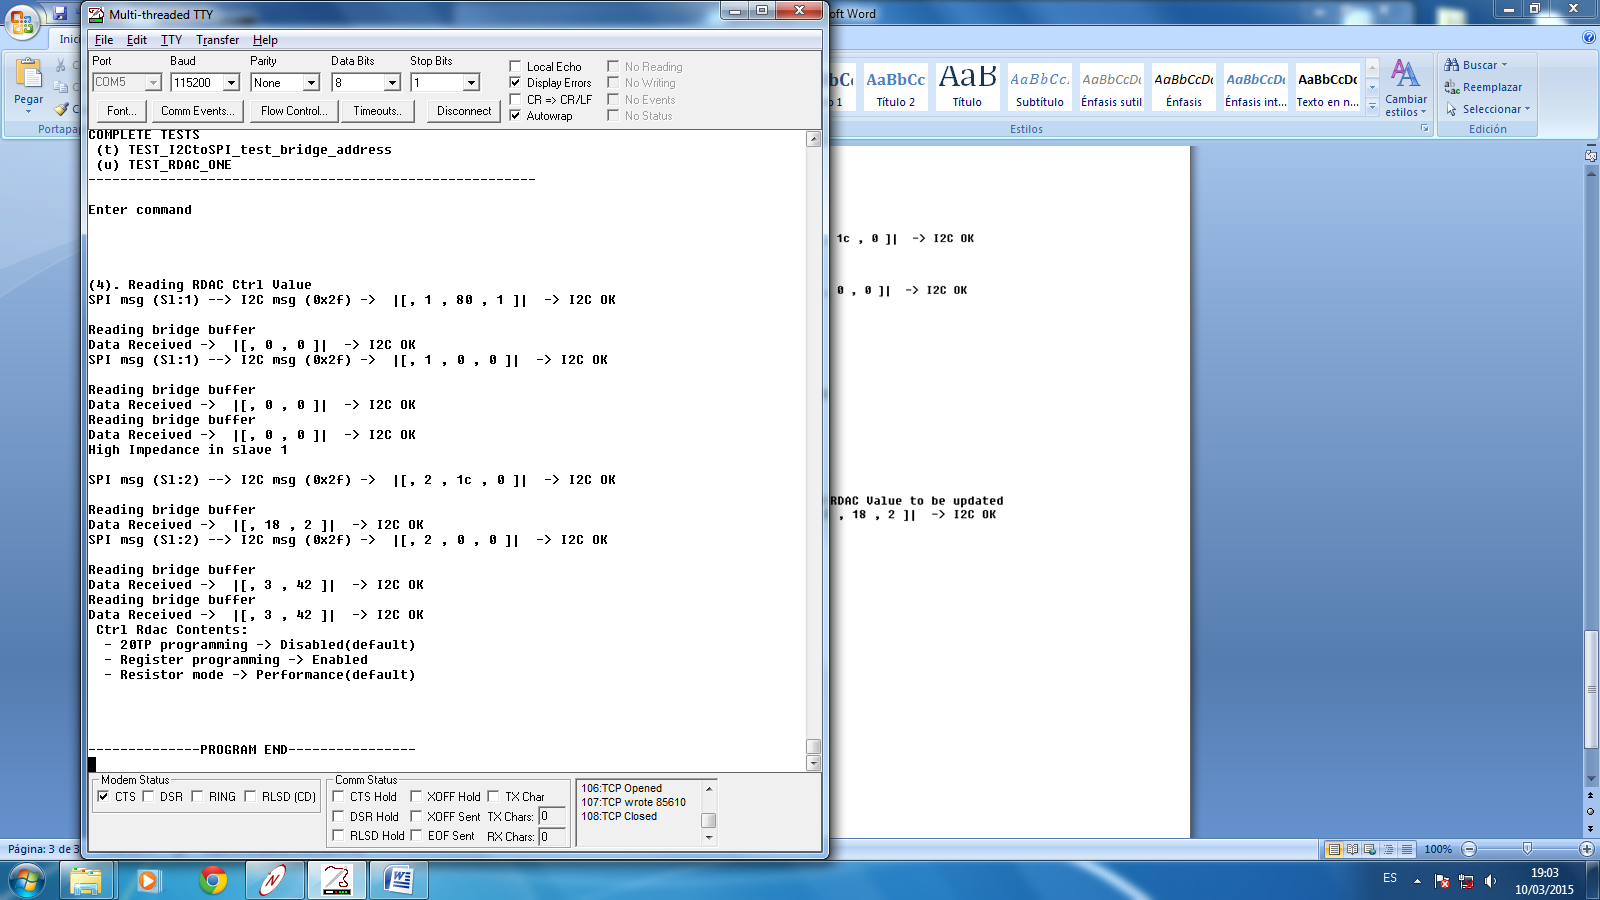 Multi-threaded TTY
oft Word
File Edit TTY Transfer Help
Inici
Port Baud Parity Data Bits Stop Bits
COM5 115200 None 8 1
Local Echo No Reading
Display Errors No Writing
CR => CR/LF No Events
Autowrap No Status
Font... Comm Events... Flow Control... Timeouts.. Disconnect
Pegar
Portapa
AaBbCc AaB AaBbCc. AaBbCcDc AaBbCcDc AaBbCcDc AaBbCcDc
o 1 Título 2 Título Subtítulo Énfasis sutil Énfasis Énfasis int... Texto en n...
Cambiar estilos
Buscar
Reemplazar
Seleccionar
Estilos Edición
COMPLETE TESTS
(t) TEST_I2CtoSPI_test_bridge_address
(u) TEST_RDAC_ONE
--------------------------------------------------------
Enter command
(4). Reading RDAC Ctrl Value
SPI msg (Sl:1) --> I2C msg (0x2f) -> |[, 1 , 80 , 1 ]| -> I2C OK
Reading bridge buffer
Data Received -> |[, 0 , 0 ]| -> I2C OK
SPI msg (Sl:1) --> I2C msg (0x2f) -> |[, 1 , 0 , 0 ]| -> I2C OK
Reading bridge buffer
Data Received -> |[, 0 , 0 ]| -> I2C OK
Reading bridge buffer
Data Received -> |[, 0 , 0 ]| -> I2C OK
High Impedance in slave 1
SPI msg (Sl:2) --> I2C msg (0x2f) -> |[, 2 , 1c , 0 ]| -> I2C OK
Reading bridge buffer
Data Received -> |[, 18 , 2 ]| -> I2C OK
SPI msg (Sl:2) --> I2C msg (0x2f) -> |[, 2 , 0 , 0 ]| -> I2C OK
Reading bridge buffer
Data Received -> |[, 3 , 42 ]| -> I2C OK
Reading bridge buffer
Data Received -> |[, 3 , 42 ]| -> I2C OK
Ctrl Rdac Contents:
- 20TP programming -> Disabled(default)
- Register programming -> Enabled
- Resistor mode -> Performance(default)
--------------PROGRAM END----------------
1c , 0 ]| -> I2C OK
0 , 0 ]| -> I2C OK
RDAC Value to be updated
, 18 , 2 ]| -> I2C OK
Modem Status
CTS DSR RING RLSD (CD)
Comm Status
CTS Hold XOFF Hold TX Char
DSR Hold XOFF Sent TX Chars: 0
RLSD Hold EOF Sent RX Chars: 0
106:TCP Opened
107:TCP wrote 85610
108:TCP Closed
Página: 3 de 3
100%
ES
19:03
10/03/2015